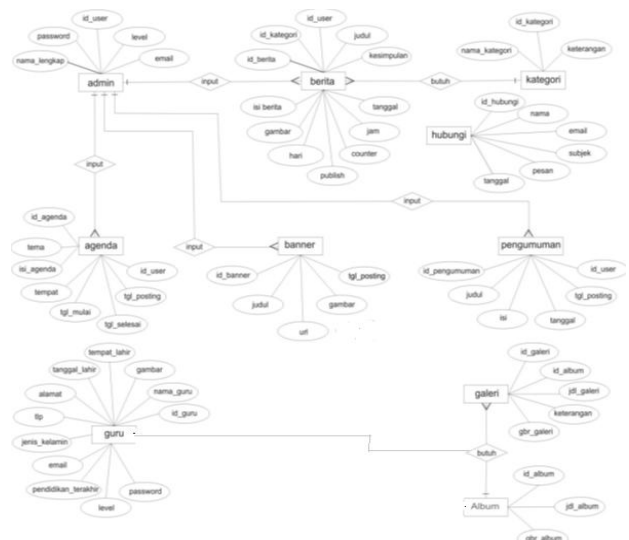 id_user
password
level
nama_lengkap
email
admin
input
id_user
id_kategori
judul
id_berita
kesimpulan
berita
isi berita
tanggal
gambar
jam
hari
counter
publish
butuh
id_kategori
nama_kategori
keterangan
kategori
id_hubungi
nama
hubungi
email
subjek
pesan
tanggal
input
input
input
id_agenda
tema
agenda
isi_agenda
id_user
tempat
tgl_posting
tgl_mulai
tgl_selesai
banner
id_banner
tgl_posting
judul
gambar
url
pengumuman
id_pengumuman
id_user
judul
tgl_posting
isi
tanggal
tempat_lahir
tanggal_lahir
gambar
alamat
nama_guru
id_guru
guru
jenis_kelamin
email
pendidikan_terakhir
password
level
id_galeri
id_album
galeri
jdl_galeri
keterangan
gbr_galeri
butuh
id_album
Album
jdl_album
gbr_album